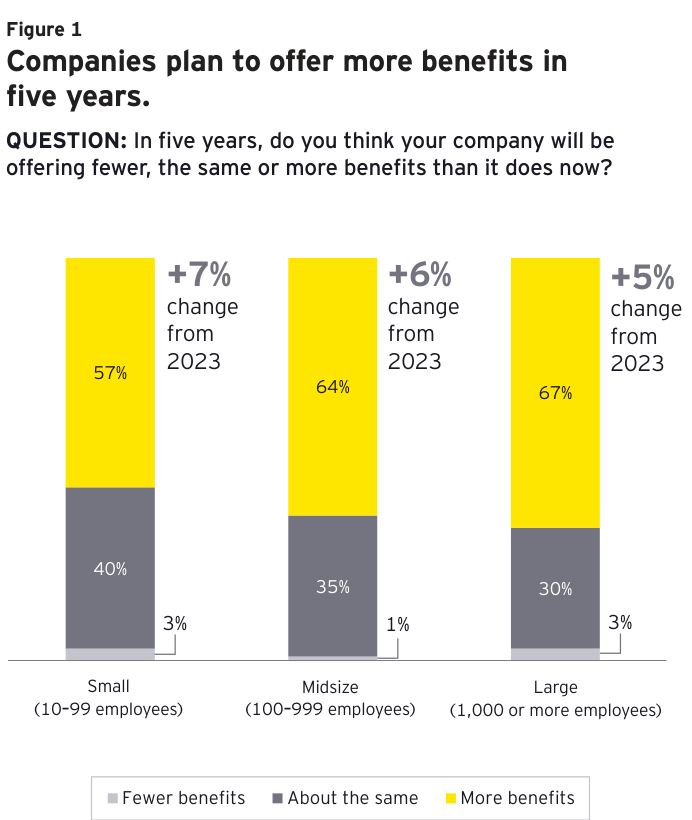 Figure 1
Companies plan to offer more benefits in
five years.
QUESTION: In five years, do you think your company will be
offering fewer, the same or more benefits than it does now?
+7%
change
from
2023
57%
40%
3%
+6%
change
from
2023
64%
35%
1%
+5%
change
from
2023
67%
30%
3%
Small
(10–99 employees)
Midsize
(100–999 employees)
Large
(1,000 or more employees)
Fewer benefits
About the same
More benefits